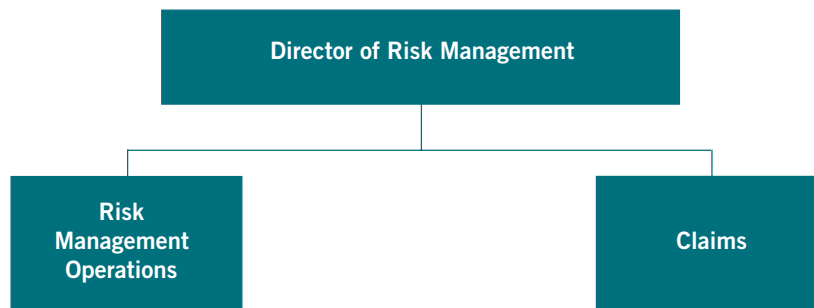 Director of Risk Management
Risk
Management
Operations
Claims